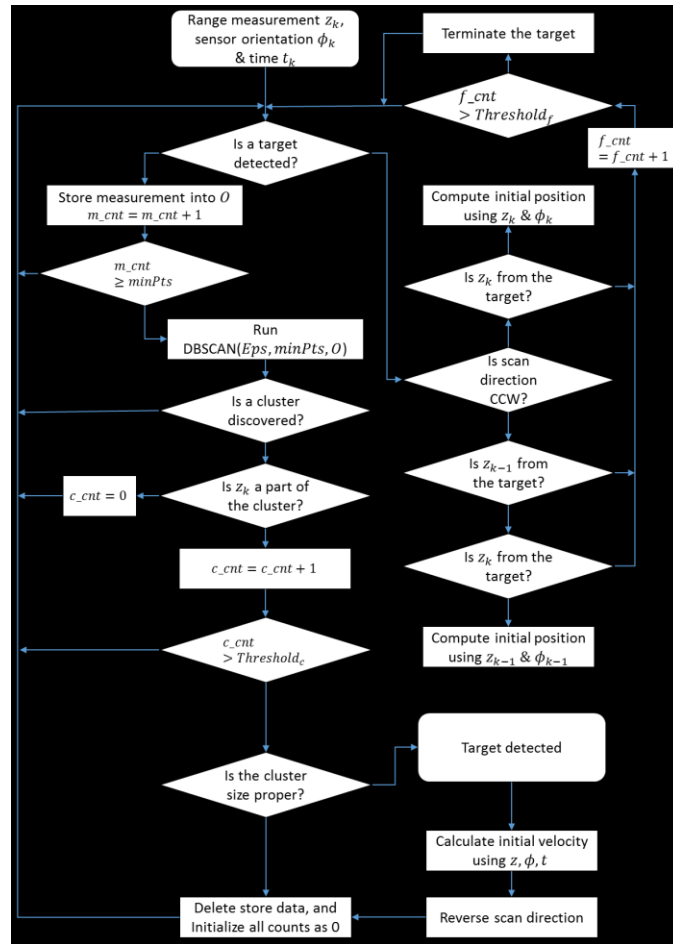 Range measurement z_k,
sensor orientation ϕ_k
& time t_k
Terminate the target
f_cnt
> Threshold_f
f_cnt
= f_cnt + 1
Is a target
detected?
Store measurement into O
m_cnt = m_cnt + 1
Compute initial position
using z_k & ϕ_k
m_cnt
≥ minPts
Is z_k from the
target?
Run
DBSCAN(Eps, minPts, O)
Is scan
direction
CCW?
Is a cluster
discovered?
Is z_{k−1} from
the target?
c_cnt = 0
Is z_k a part of
the cluster?
Is z_k from the
target?
c_cnt = c_cnt + 1
Compute initial position
using z_{k−1} & ϕ_{k−1}
c_cnt
> Threshold_c
Target detected
Is the cluster
size proper?
Calculate initial velocity
using z, ϕ, t
Delete store data, and
Initialize all counts as 0
Reverse scan direction